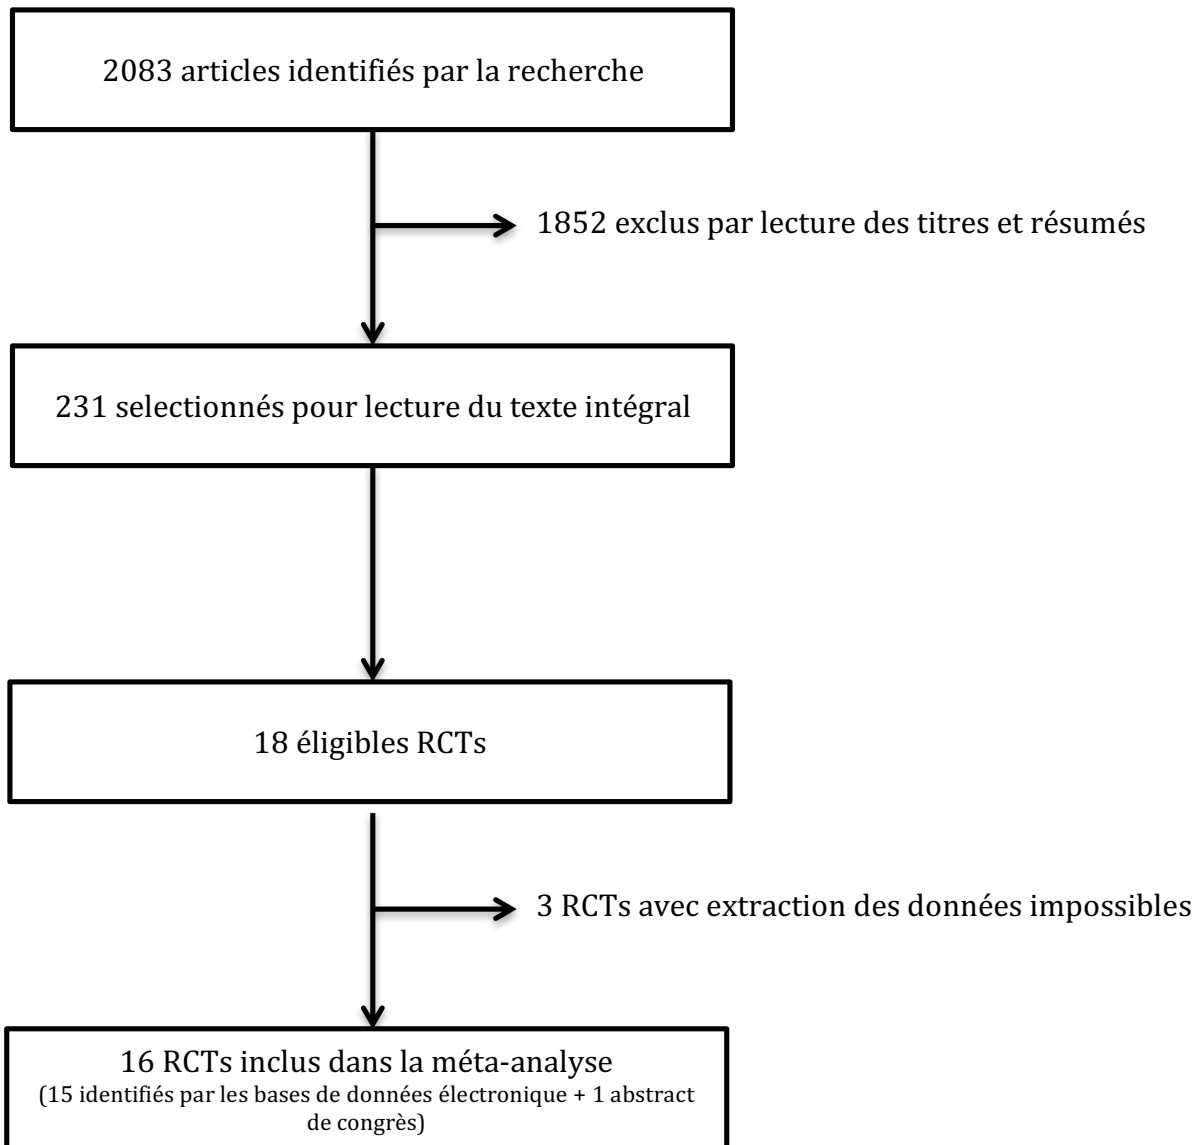 2083 articles identifiés par la recherche
1852 exclus par lecture des titres et résumés
231 selectionnés pour lecture du texte intégral
18 éligibles RCTs
3 RCTs avec extraction des données impossibles
16 RCTs inclus dans la méta-analyse
(15 identifiés par les bases de données électronique + 1 abstract
de congrès)